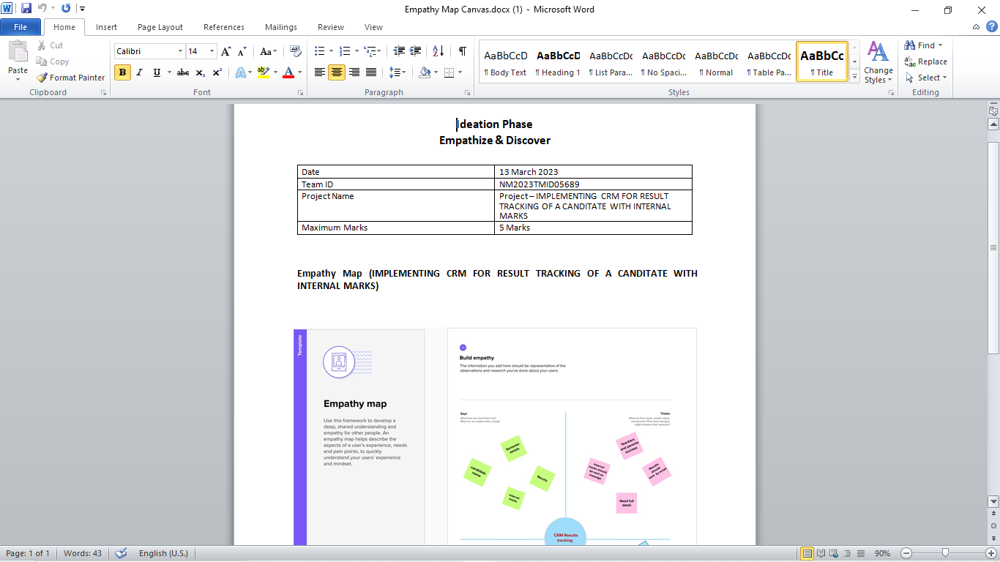 Empathy Map Canvas.docx (1) - Microsoft Word
File Home Insert Page Layout References Mailings Review View
Paste
Cut
Copy
Format Painter
Clipboard
Calibri 14
Font
Paragraph
AaBbCcD AaBbCcD AaBbCcDc AaBbCcDc AaBbCcDc AaBbCcDc AaBbCc
¶ Body Text ¶ Heading 1 ¶ List Para... ¶ No Spaci... ¶ Normal ¶ Table Pa... ¶ Title
Change
Styles
Styles
Find
Replace
Select
Editing
Ideation Phase
Empathize & Discover
Date 13 March 2023
Team ID NM2023TMID05689
Project Name Project – IMPLEMENTING CRM FOR RESULT
TRACKING OF A CANDITATE WITH INTERNAL
MARKS
Maximum Marks 5 Marks
Empathy Map (IMPLEMENTING CRM FOR RESULT TRACKING OF A CANDITATE WITH
INTERNAL MARKS)
Template
Empathy map
Use this framework to develop a
deep, shared understanding and
empathy for other people. An
empathy map helps describe the
aspects of a user's experience, needs
and pain points, to quickly
understand your users' experience
and mindset.
Build empathy
The information you add here should be representative of the
observations and research you've done about your users.
Says
What have we heard them say?
What can we imagine them saying?
Thinks
What are their wants, needs, hopes,
and dreams? What other thoughts
might influence their behavior?
Semester
details
candidate
name
Results
Internal
marks
Teachers
and parents
success
Internal
marks should
be sent as
message
Results
should
sent by email
Need full
detail
CRM Results
tracking
Page: 1 of 1 Words: 43 English (U.S.) 90%